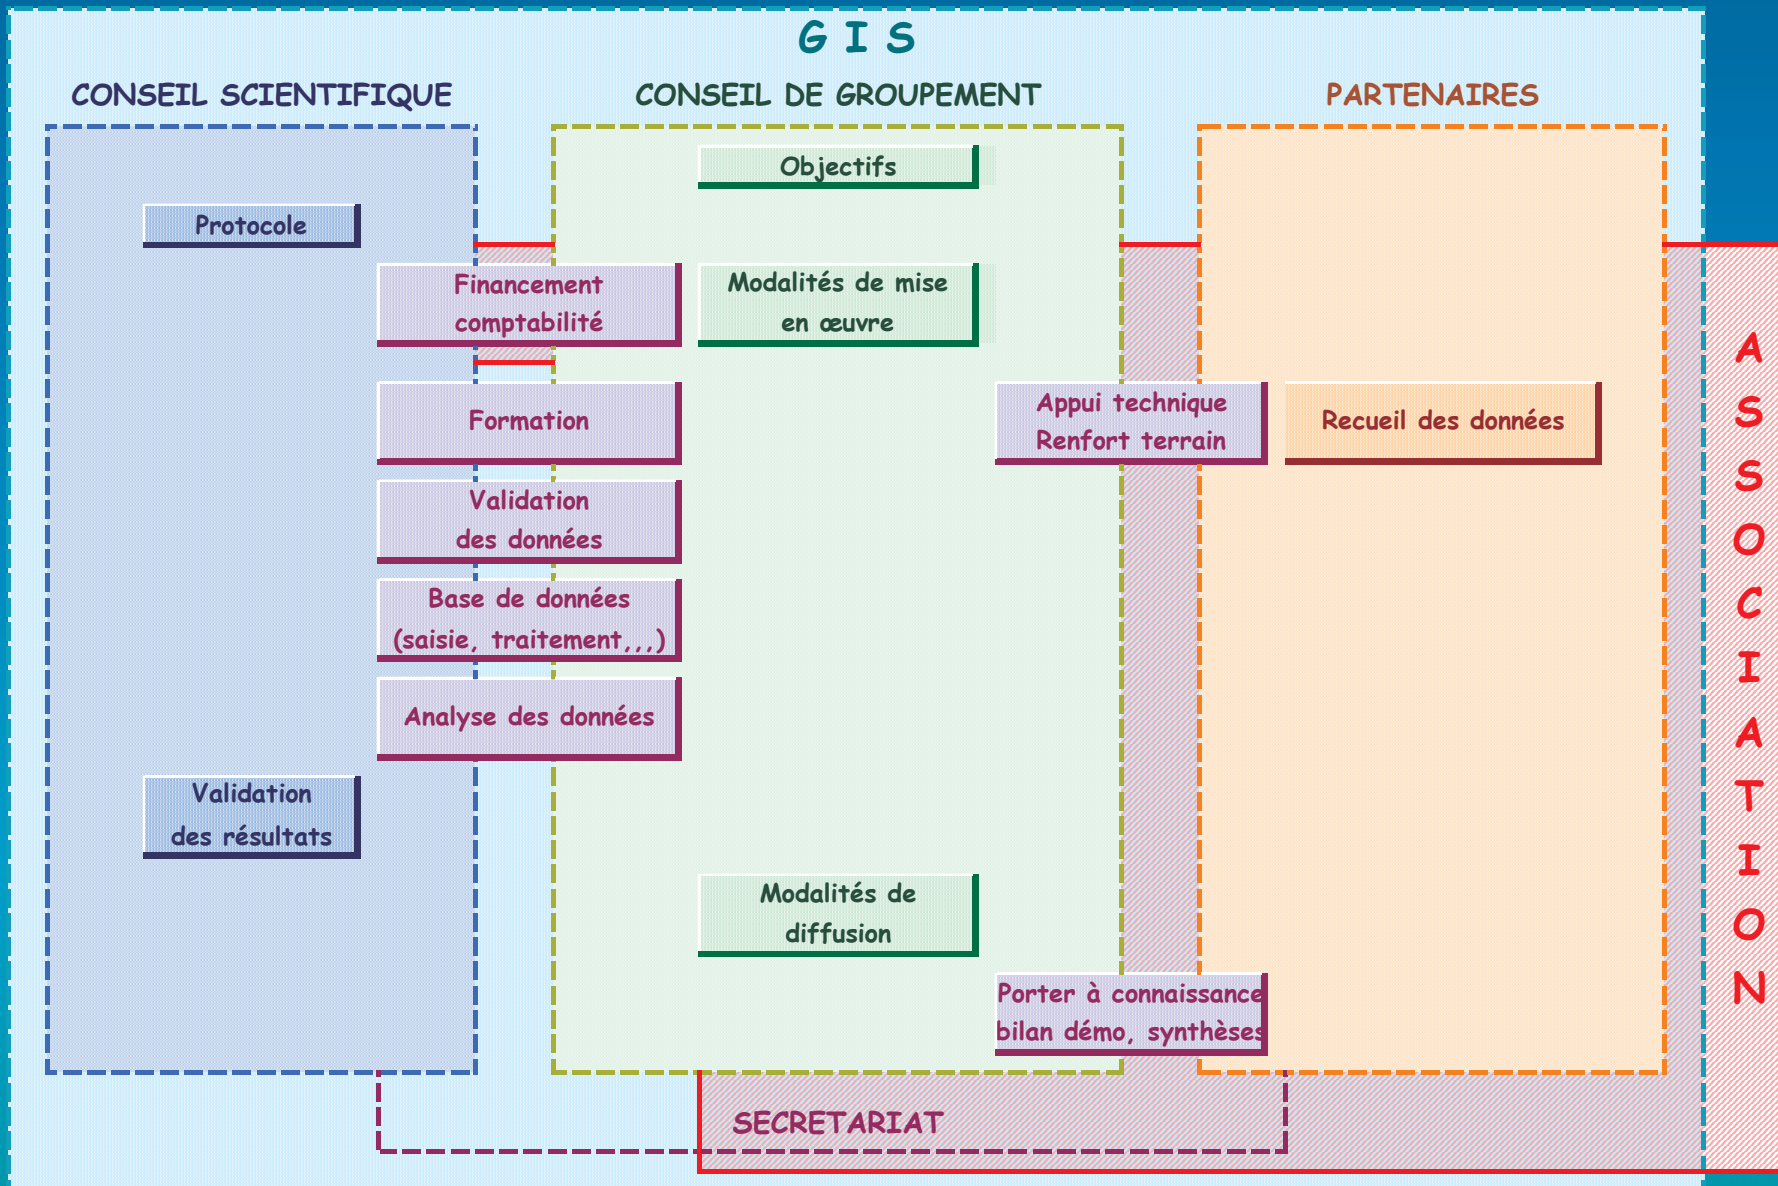 G I S
CONSEIL SCIENTIFIQUE
CONSEIL DE GROUPEMENT
PARTENAIRES
Objectifs
Protocole
Financement
comptabilité
Modalités de mise
en œuvre
Formation
Appui technique
Renfort terrain
Recueil des données
Validation
des données
Base de données
(saisie, traitement,,,)
Analyse des données
Validation
des résultats
Modalités de
diffusion
Porter à connaissance
bilan démo, synthèses
SECRETARIAT
A
S
S
O
C
I
A
T
I
O
N